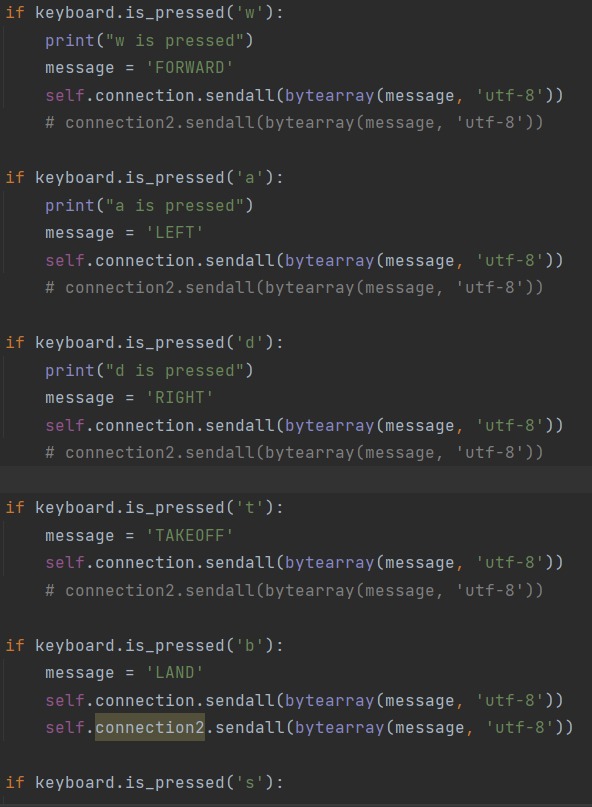 if keyboard.is_pressed('w'):
    print("w is pressed")
    message = 'FORWARD'
    self.connection.sendall(bytearray(message, 'utf-8'))
    # connection2.sendall(bytearray(message, 'utf-8'))

if keyboard.is_pressed('a'):
    print("a is pressed")
    message = 'LEFT'
    self.connection.sendall(bytearray(message, 'utf-8'))
    # connection2.sendall(bytearray(message, 'utf-8'))

if keyboard.is_pressed('d'):
    print("d is pressed")
    message = 'RIGHT'
    self.connection.sendall(bytearray(message, 'utf-8'))
    # connection2.sendall(bytearray(message, 'utf-8'))

if keyboard.is_pressed('t'):
    message = 'TAKEOFF'
    self.connection.sendall(bytearray(message, 'utf-8'))
    # connection2.sendall(bytearray(message, 'utf-8'))

if keyboard.is_pressed('b'):
    message = 'LAND'
    self.connection.sendall(bytearray(message, 'utf-8'))
    self.connection2.sendall(bytearray(message, 'utf-8'))

if keyboard.is_pressed('s'):